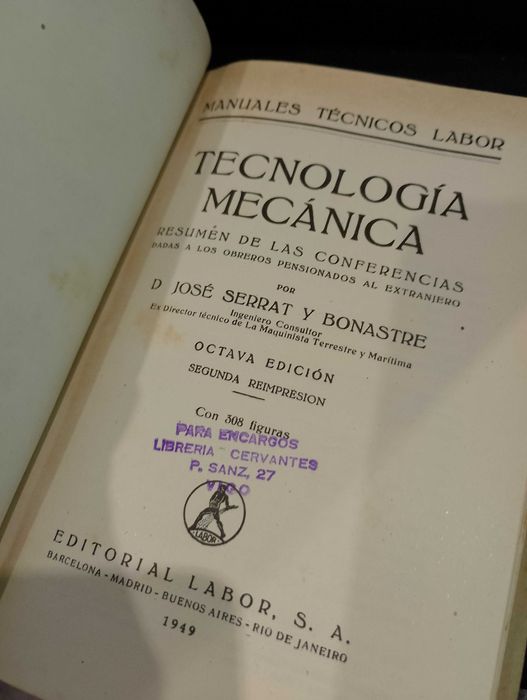 MANUALES TÉCNICOS LABOR
TECNOLOGÍA
MECÁNICA
RESUMÉN DE LAS CONFERENCIAS
DADAS A LOS OBREROS PENSIONADOS AL EXTRANJERO
POR
D JOSÉ SERRAT Y BONASTRE
Ingeniero Consultor
Ex Director técnico de La Maquinista Terrestre y Marítima
OCTAVA EDICIÓN
SEGUNDA REIMPRESION
Con 308 figuras
PARA ENCARGOS
LIBRERIA CERVANTES
P. SANZ, 27
VIGO
LABOR
EDITORIAL LABOR, S. A.
BARCELONA - MADRID - BUENOS AIRES - RIO DE JANEIRO
1949